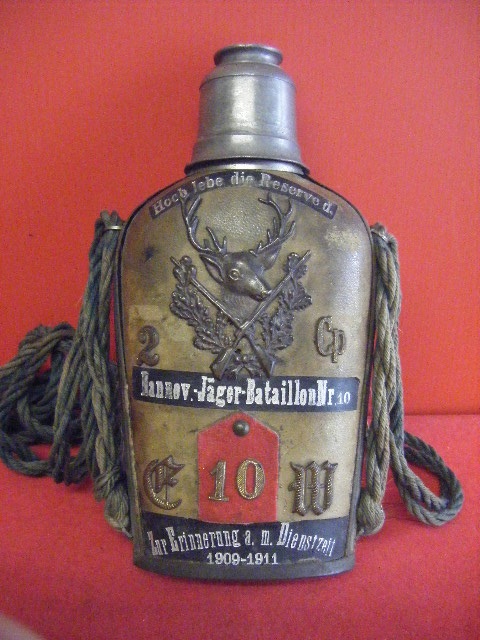 Hoch lebe die Reserve d.
2 Cp
Hannov.-Jäger-Bataillon Nr. 10
E 10 W
Zur Erinnerung a. m. Dienstzeit
1909-1911